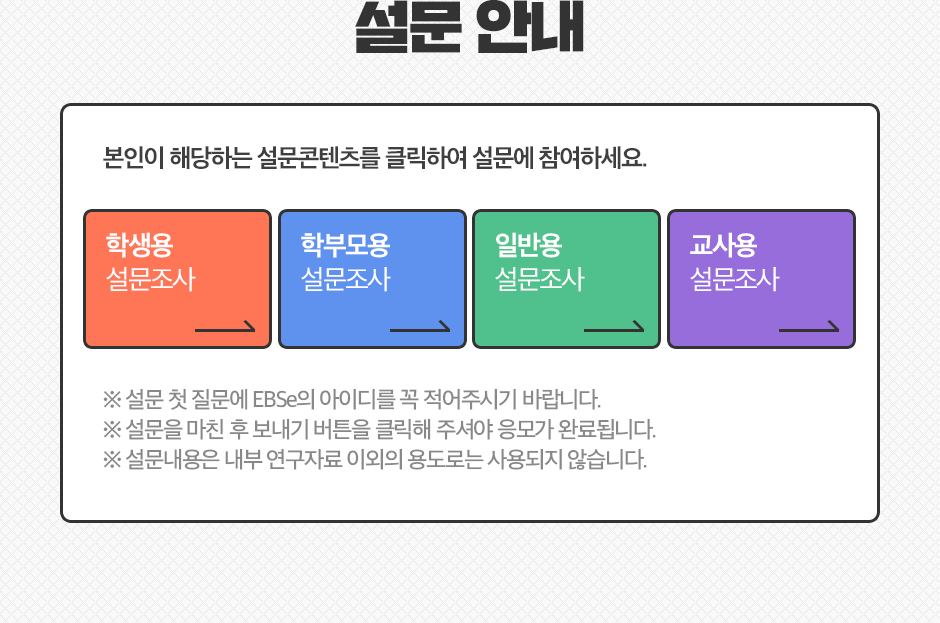 설문 안내
본인이 해당하는 설문콘텐츠를 클릭하여 설문에 참여하세요.
학생용
설문조사
학부모용
설문조사
일반용
설문조사
교사용
설문조사
※ 설문 첫 질문에 EBSe의 아이디를 꼭 적어주시기 바랍니다.
※ 설문을 마친 후 보내기 버튼을 클릭해 주셔야 응모가 완료됩니다.
※ 설문내용은 내부 연구자료 이외의 용도로는 사용되지 않습니다.